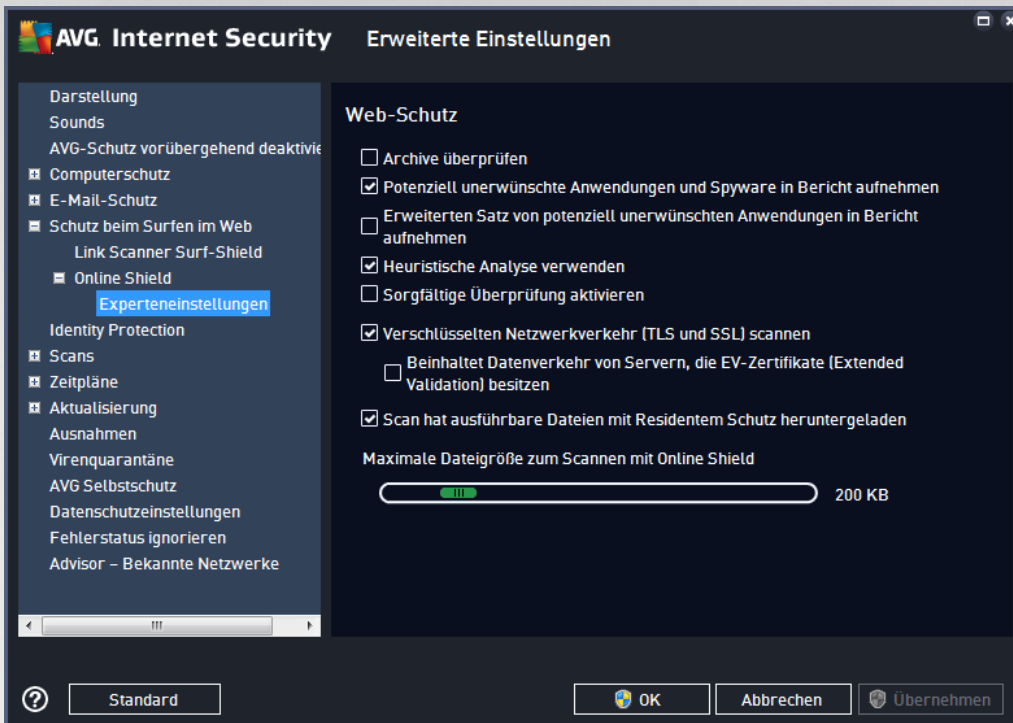 AVG Internet Security Erweiterte Einstellungen
Darstellung
Sounds
AVG-Schutz vorübergehend deaktivie
Computerschutz
E-Mail-Schutz
Schutz beim Surfen im Web
Link Scanner Surf-Shield
Online Shield
Experteneinstellungen
Identity Protection
Scans
Zeitpläne
Aktualisierung
Ausnahmen
Virenquarantäne
AVG Selbstschutz
Datenschutzeinstellungen
Fehlerstatus ignorieren
Advisor – Bekannte Netzwerke
Web-Schutz
Archive überprüfen
Potenziell unerwünschte Anwendungen und Spyware in Bericht aufnehmen
Erweiterten Satz von potenziell unerwünschten Anwendungen in Bericht
aufnehmen
Heuristische Analyse verwenden
Sorgfältige Überprüfung aktivieren
Verschlüsselten Netzwerkverkehr (TLS und SSL) scannen
Beinhaltet Datenverkehr von Servern, die EV-Zertifikate (Extended
Validation) besitzen
Scan hat ausführbare Dateien mit Residentem Schutz heruntergeladen
Maximale Dateigröße zum Scannen mit Online Shield
200 KB
Standard
OK
Abbrechen
Übernehmen